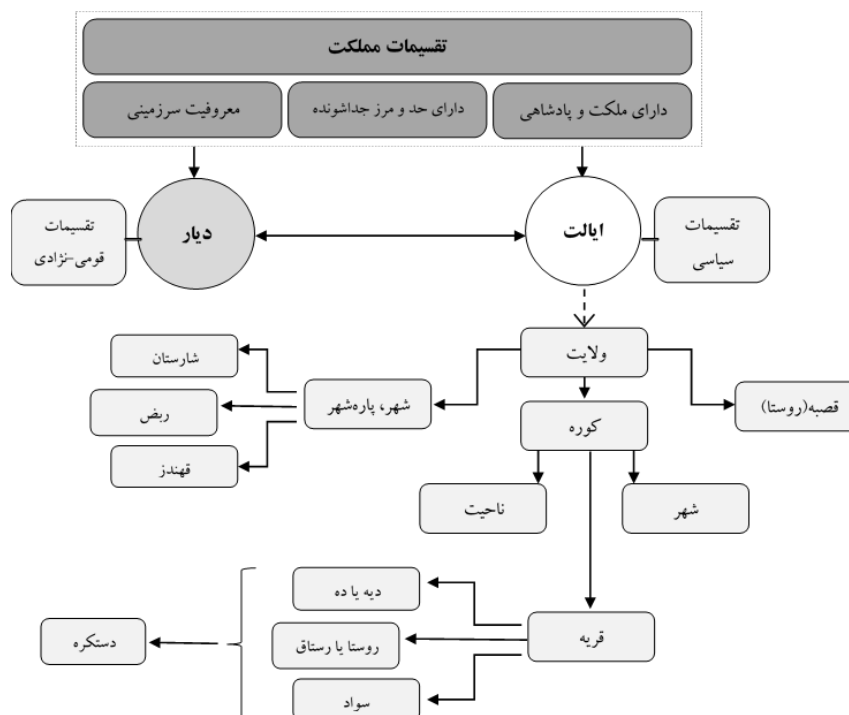 تقسیمات مملکت
دارای ملکت و پادشاهی
دارای حد و مرز جداشونده
معروفیت سرزمینی
تقسیمات
سیاسی
ایالت
دیار
تقسیمات
قومی-نژادی
ولایت
قصبه(روستا)
کوره
شهر، پاره‌شهر
شارستان
ربض
قهندز
شهر
ناحیت
قریه
دیه یا ده
روستا یا رستاق
سواد
دستکره